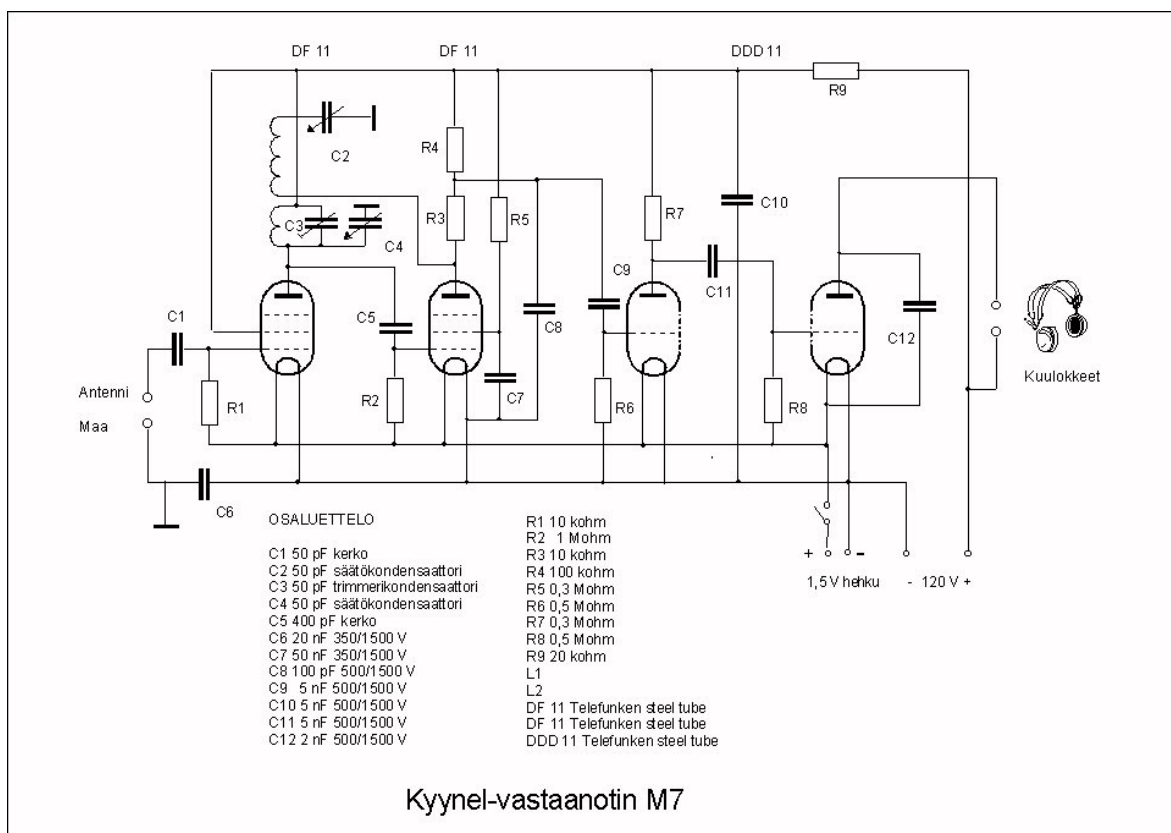 DF 11 DF 11 DDD 11
R9
C2
R4
C3 C4 R3 R5 R7 C10
C9
C1 C5 C8 C11 C12
Kuulokkeet
Antenni
R1 R2 C7 R6 R8
Maa
C6
+ - - 120 V +
1,5 V hehku
OSALUETTELO
C1 50 pF kerko
C2 50 pF säätökondensaattori
C3 50 pF trimmerikondensaattori
C4 50 pF säätökondensaattori
C5 400 pF kerko
C6 20 nF 350/1500 V
C7 50 nF 350/1500 V
C8 100 pF 500/1500 V
C9 5 nF 500/1500 V
C10 5 nF 500/1500 V
C11 5 nF 500/1500 V
C12 2 nF 500/1500 V
R1 10 kohm
R2 1 Mohm
R3 10 kohm
R4 100 kohm
R5 0,3 Mohm
R6 0,5 Mohm
R7 0,3 Mohm
R8 0,5 Mohm
R9 20 kohm
L1
L2
DF 11 Telefunken steel tube
DF 11 Telefunken steel tube
DDD 11 Telefunken steel tube
Kyynel-vastaanotin M7